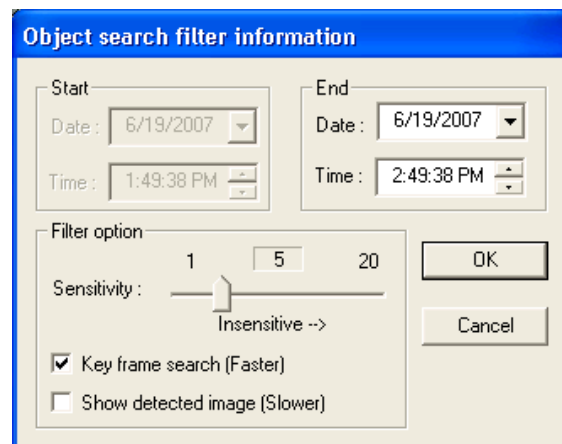 Object search filter information
Start
Date : 6/19/2007
Time : 1:49:38 PM
End
Date : 6/19/2007
Time : 2:49:38 PM
Filter option
1 5 20
Sensitivity :
Insensitive -->
Key frame search (Faster)
Show detected image (Slower)
OK
Cancel